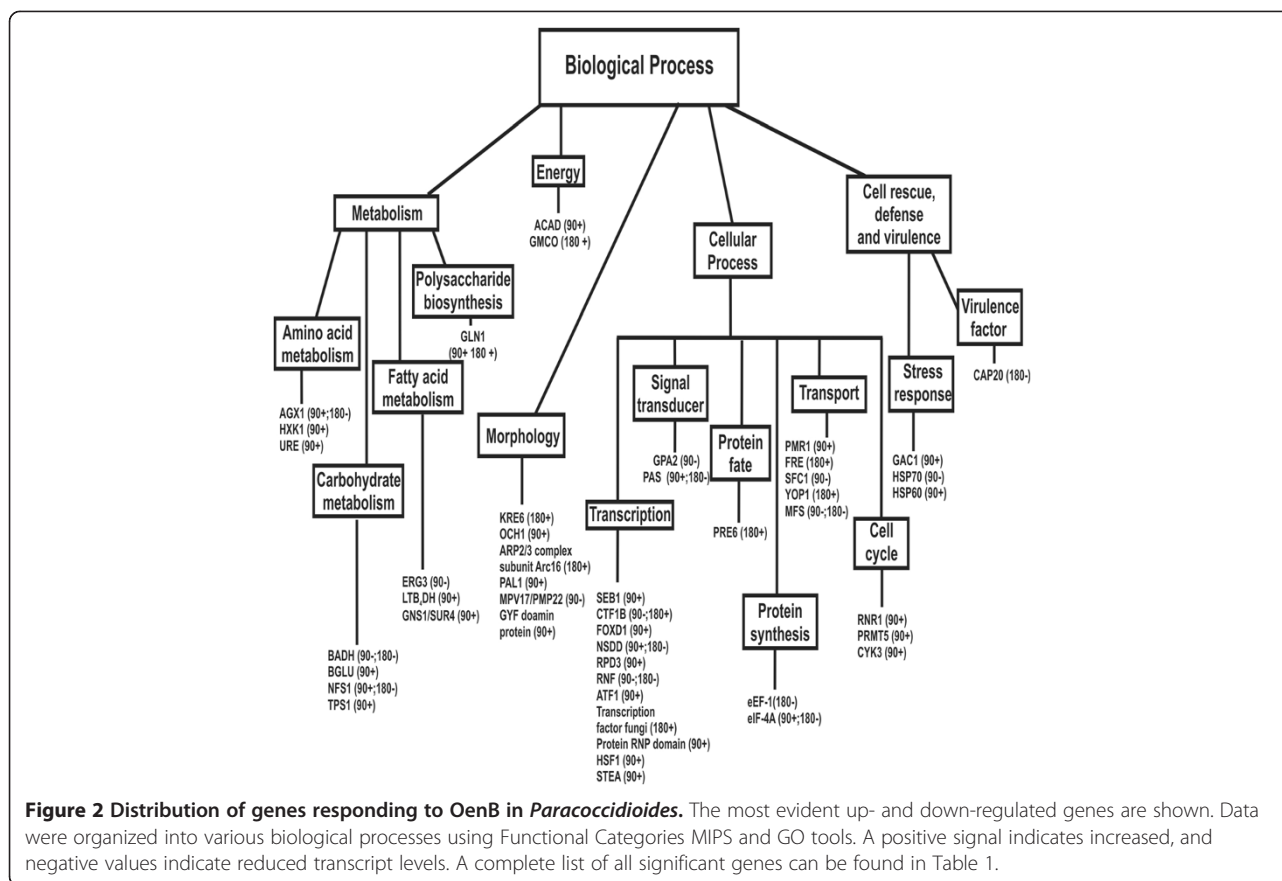 Biological Process
Energy
ACAD (90+)
GMCO (180 +)
Metabolism
Cell rescue,
defense
and virulence
Cellular
Process
Polysaccharide
biosynthesis
GLN1
(90+ 180 +)
Amino acid
metabolism
AGX1 (90+;180-)
HXK1 (90+)
URE (90+)
Fatty acid
metabolism
ERG3 (90-)
LTB,DH (90+)
GNS1/SUR4 (90+)
Carbohydrate
metabolism
BADH (90-;180-)
BGLU (90+)
NFS1 (90+;180-)
TPS1 (90+)
Morphology
KRE6 (180+)
OCH1 (90+)
ARP2/3 complex
subunit Arc16 (180+)
PAL1 (90+)
MPV17/PMP22 (90-)
GYF doamin
protein (90+)
Transcription
SEB1 (90+)
CTF1B (90-;180+)
FOXD1 (90+)
NSDD (90+;180-)
RPD3 (90+)
RNF (90-;180-)
ATF1 (90+)
Transcription
factor fungi (180+)
Protein RNP domain (90+)
HSF1 (90+)
STEA (90+)
Signal
transducer
GPA2 (90-)
PAS (90+;180-)
Protein
fate
PRE6 (180+)
Protein
synthesis
eEF-1(180-)
eIF-4A (90+;180-)
Transport
PMR1 (90+)
FRE (180+)
SFC1 (90-)
YOP1 (180+)
MFS (90-;180-)
Cell
cycle
RNR1 (90+)
PRMT5 (90+)
CYK3 (90+)
Stress
response
GAC1 (90+)
HSP70 (90-)
HSP60 (90+)
Virulence
factor
CAP20 (180-)
Figure 2 Distribution of genes responding to OenB in Paracoccidioides. The most evident up- and down-regulated genes are shown. Data
were organized into various biological processes using Functional Categories MIPS and GO tools. A positive signal indicates increased, and
negative values indicate reduced transcript levels. A complete list of all significant genes can be found in Table 1.